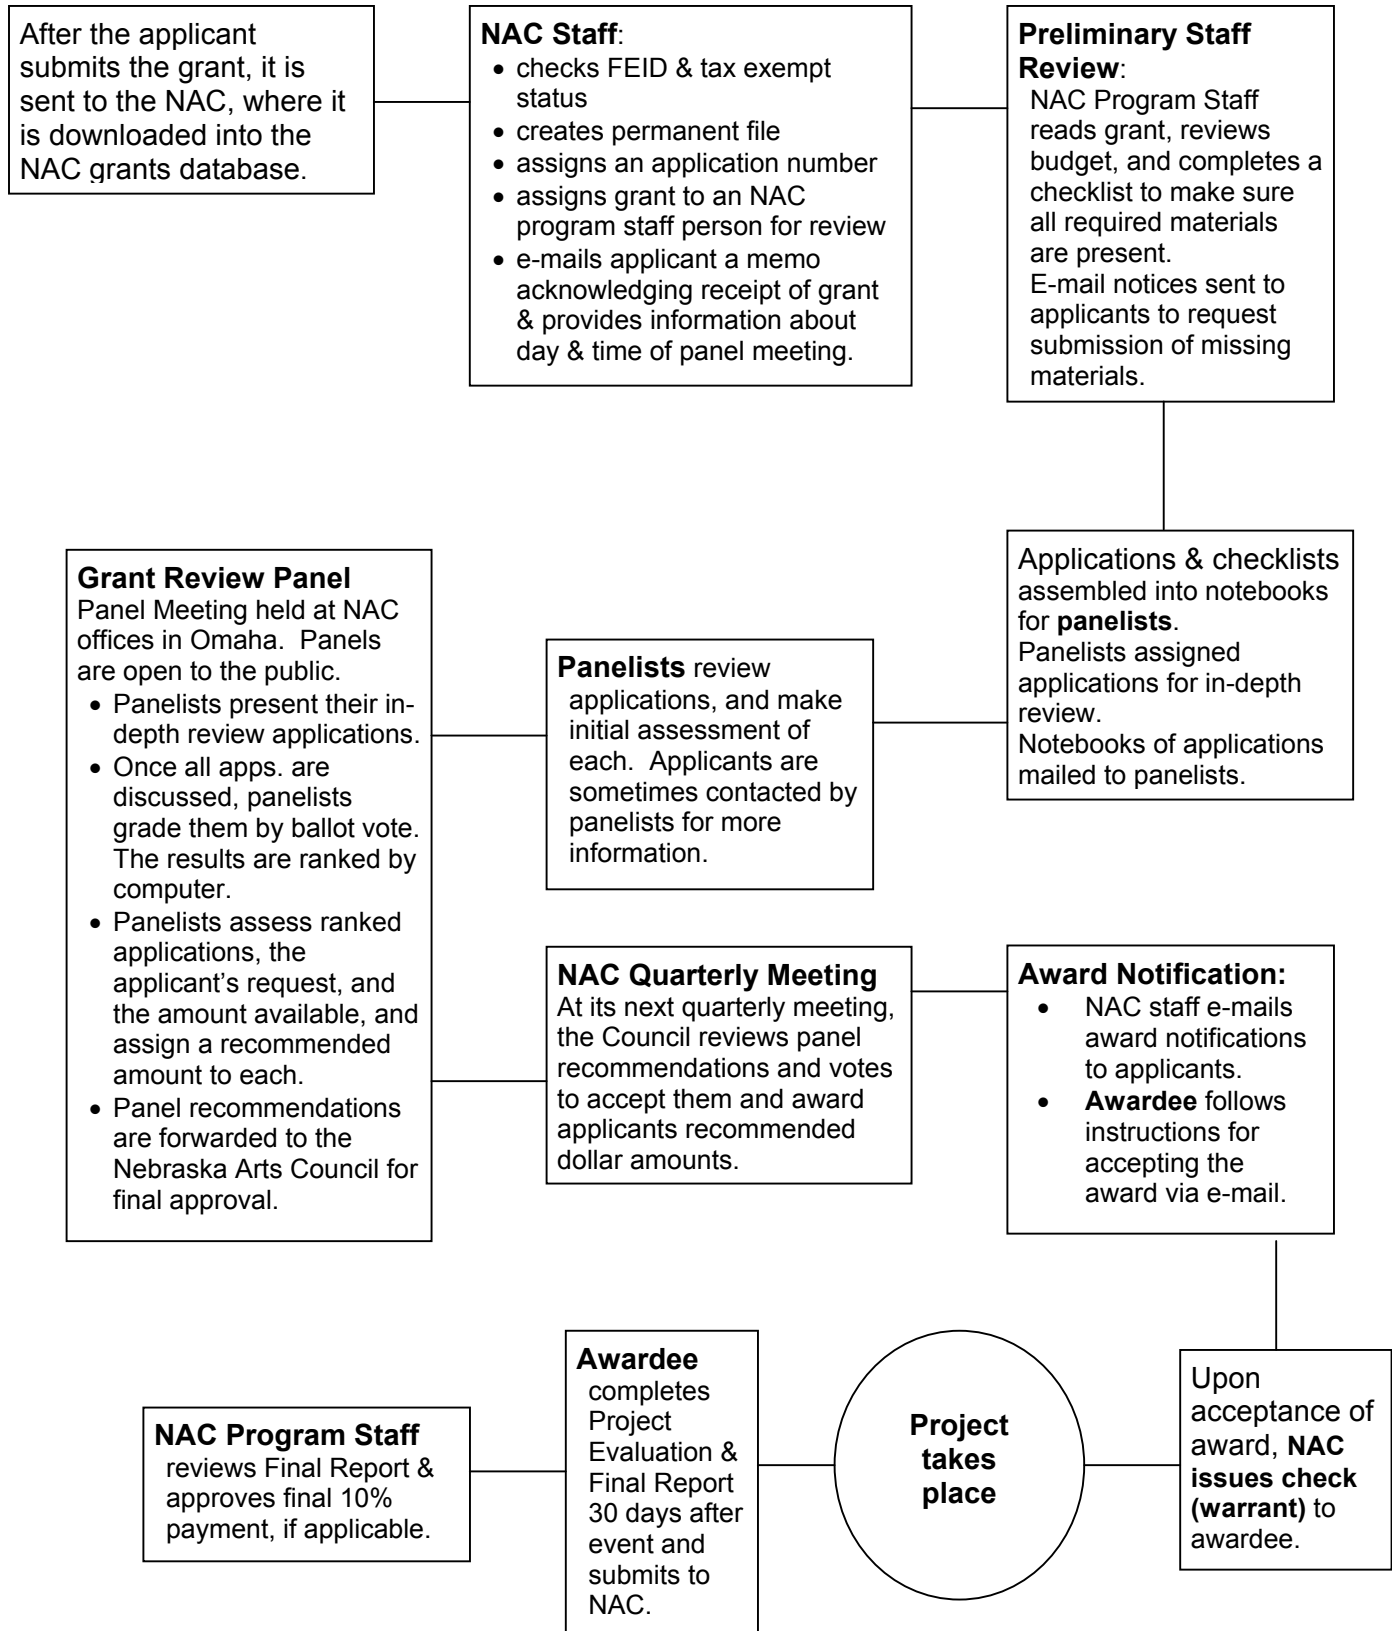 After the applicant
submits the grant, it is
sent to the NAC, where it
is downloaded into the
NAC grants database.
NAC Staff:
• checks FEID & tax exempt
status
• creates permanent file
• assigns an application number
• assigns grant to an NAC
program staff person for review
• e-mails applicant a memo
acknowledging receipt of grant
& provides information about
day & time of panel meeting.
Preliminary Staff
Review:
NAC Program Staff
reads grant, reviews
budget, and completes a
checklist to make sure
all required materials
are present.
E-mail notices sent to
applicants to request
submission of missing
materials.
Applications & checklists
assembled into notebooks
for panelists.
Panelists assigned
applications for in-depth
review.
Notebooks of applications
mailed to panelists.
Panelists review
applications, and make
initial assessment of
each.  Applicants are
sometimes contacted by
panelists for more
information.
Grant Review Panel
Panel Meeting held at NAC
offices in Omaha.  Panels
are open to the public.
• Panelists present their in-
depth review applications.
• Once all apps. are
discussed, panelists
grade them by ballot vote.
The results are ranked by
computer.
• Panelists assess ranked
applications, the
applicant's request, and
the amount available, and
assign a recommended
amount to each.
• Panel recommendations
are forwarded to the
Nebraska Arts Council for
final approval.
NAC Quarterly Meeting
At its next quarterly meeting,
the Council reviews panel
recommendations and votes
to accept them and award
applicants recommended
dollar amounts.
Award Notification:
• NAC staff e-mails
award notifications
to applicants.
• Awardee follows
instructions for
accepting the
award via e-mail.
Upon
acceptance of
award, NAC
issues check
(warrant) to
awardee.
Project
takes
place
Awardee
completes
Project
Evaluation &
Final Report
30 days after
event and
submits to
NAC.
NAC Program Staff
reviews Final Report &
approves final 10%
payment, if applicable.